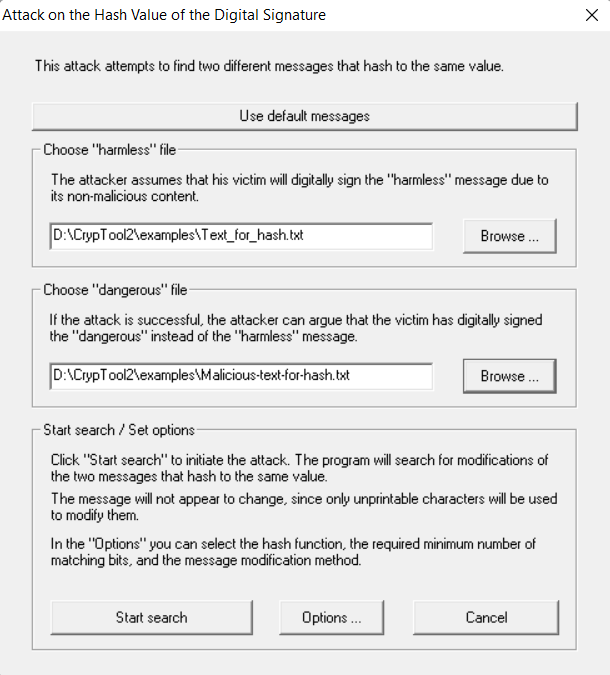 Attack on the Hash Value of the Digital Signature
This attack attempts to find two different messages that hash to the same value.
Use default messages
Choose "harmless" file
The attacker assumes that his victim will digitally sign the "harmless" message due to
its non-malicious content.
D:\CrypTool2\examples\Text_for_hash.txt
Browse ...
Choose "dangerous" file
If the attack is successful, the attacker can argue that the victim has digitally signed
the "dangerous" instead of the "harmless" message.
D:\CrypTool2\examples\Malicious-text-for-hash.txt
Browse ...
Start search / Set options
Click "Start search" to initiate the attack. The program will search for modifications of
the two messages that hash to the same value.
The message will not appear to change, since only unprintable characters will be used
to modify them.
In the "Options" you can select the hash function, the required minimum number of
matching bits, and the message modification method.
Start search
Options ...
Cancel